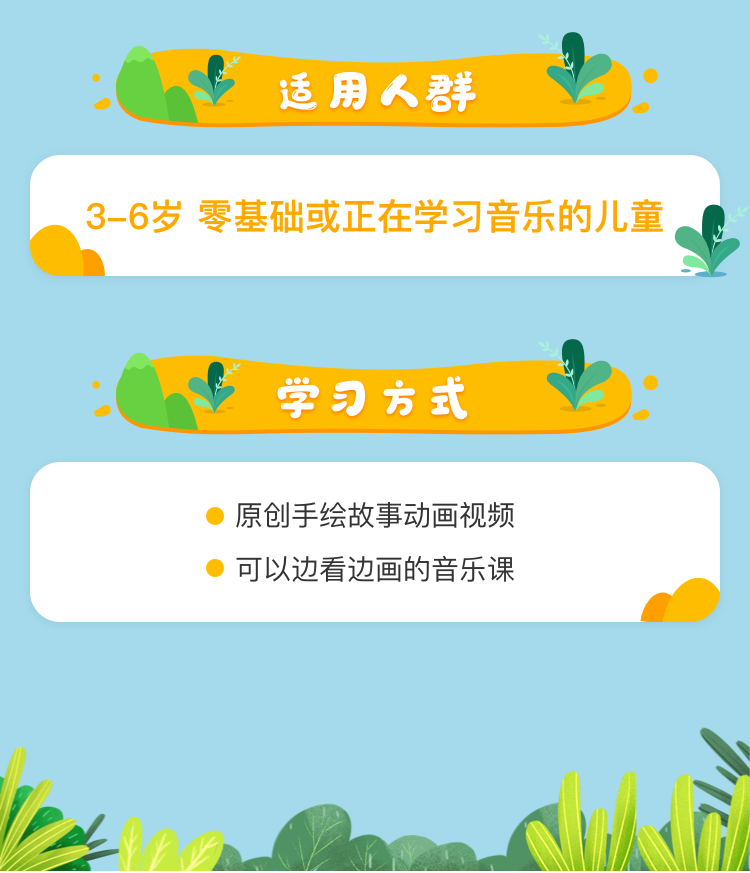 适用人群
3-6岁 零基础或正在学习音乐的儿童
学习方式
原创手绘故事动画视频
可以边看边画的音乐课